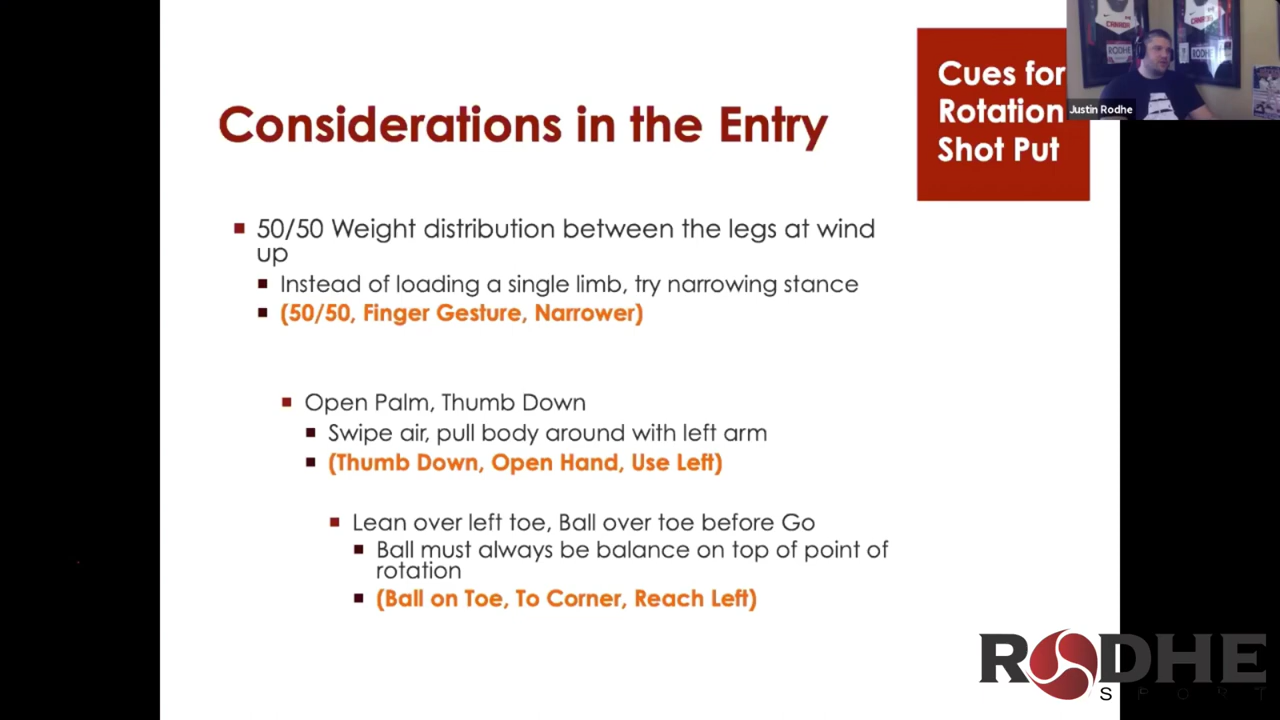 Considerations in the Entry
Cues for
Rotation
Shot Put
CANADA
CANADA
RODHE
RODHE
Justin Rodhe
50/50 Weight distribution between the legs at wind
up
Instead of loading a single limb, try narrowing stance
(50/50, Finger Gesture, Narrower)
Open Palm, Thumb Down
Swipe air, pull body around with left arm
(Thumb Down, Open Hand, Use Left)
Lean over left toe, Ball over toe before Go
Ball must always be balance on top of point of
rotation
(Ball on Toe, To Corner, Reach Left)
RODHE
SPORT